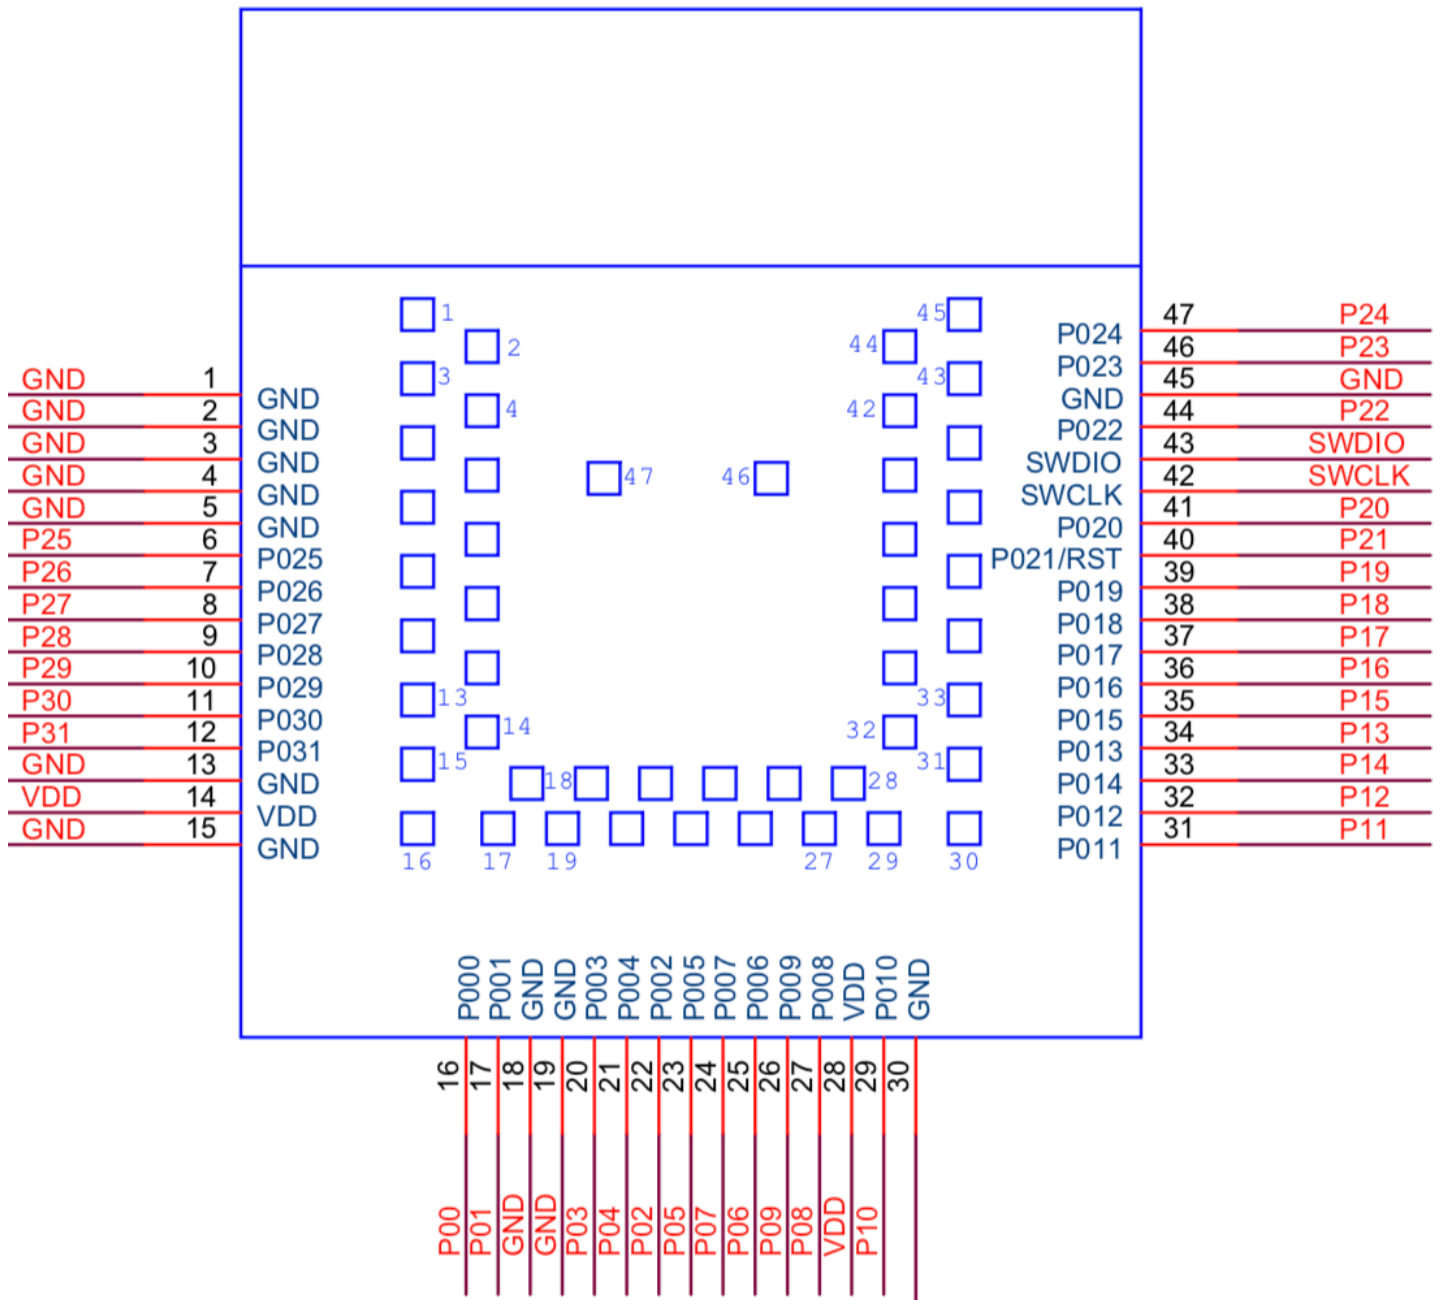 1 45
2 44
3 43
4 42
47 46
13 33
14 32
15 31
18 28
16 17 19 27 29 30
GND 1 GND
GND 2 GND
GND 3 GND
GND 4 GND
GND 5 GND
P25 6 P025
P26 7 P026
P27 8 P027
P28 9 P028
P29 10 P029
P30 11 P030
P31 12 P031
GND 13 GND
VDD 14 VDD
GND 15 GND
P024 47 P24
P023 46 P23
GND 45 GND
P022 44 P22
SWDIO 43 SWDIO
SWCLK 42 SWCLK
P020 41 P20
P021/RST 40 P21
P019 39 P19
P018 38 P18
P017 37 P17
P016 36 P16
P015 35 P15
P013 34 P13
P014 33 P14
P012 32 P12
P011 31 P11
P000 16 P00
P001 17 P01
GND 18 GND
GND 19 GND
P003 20 P03
P004 21 P04
P002 22 P02
P005 23 P05
P007 24 P07
P006 25 P06
P009 26 P09
P008 27 P08
VDD 28 VDD
P010 29 P10
GND 30